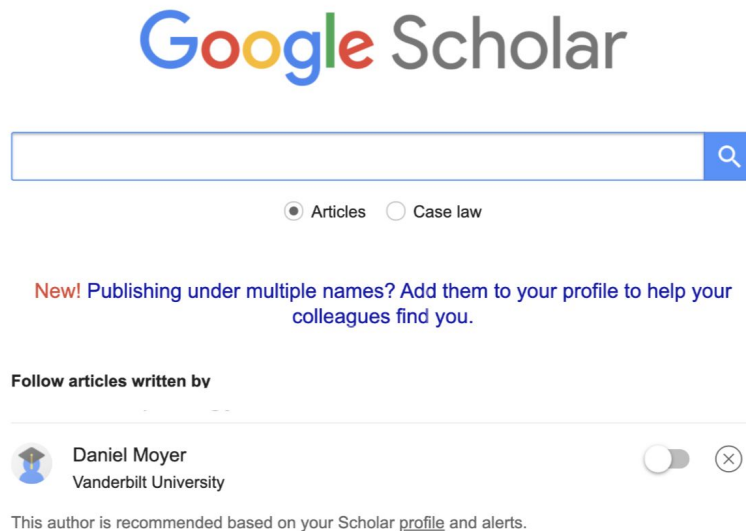 Google Scholar
Articles Case law
New! Publishing under multiple names? Add them to your profile to help your
colleagues find you.
Follow articles written by
Daniel Moyer
Vanderbilt University
This author is recommended based on your Scholar profile and alerts.